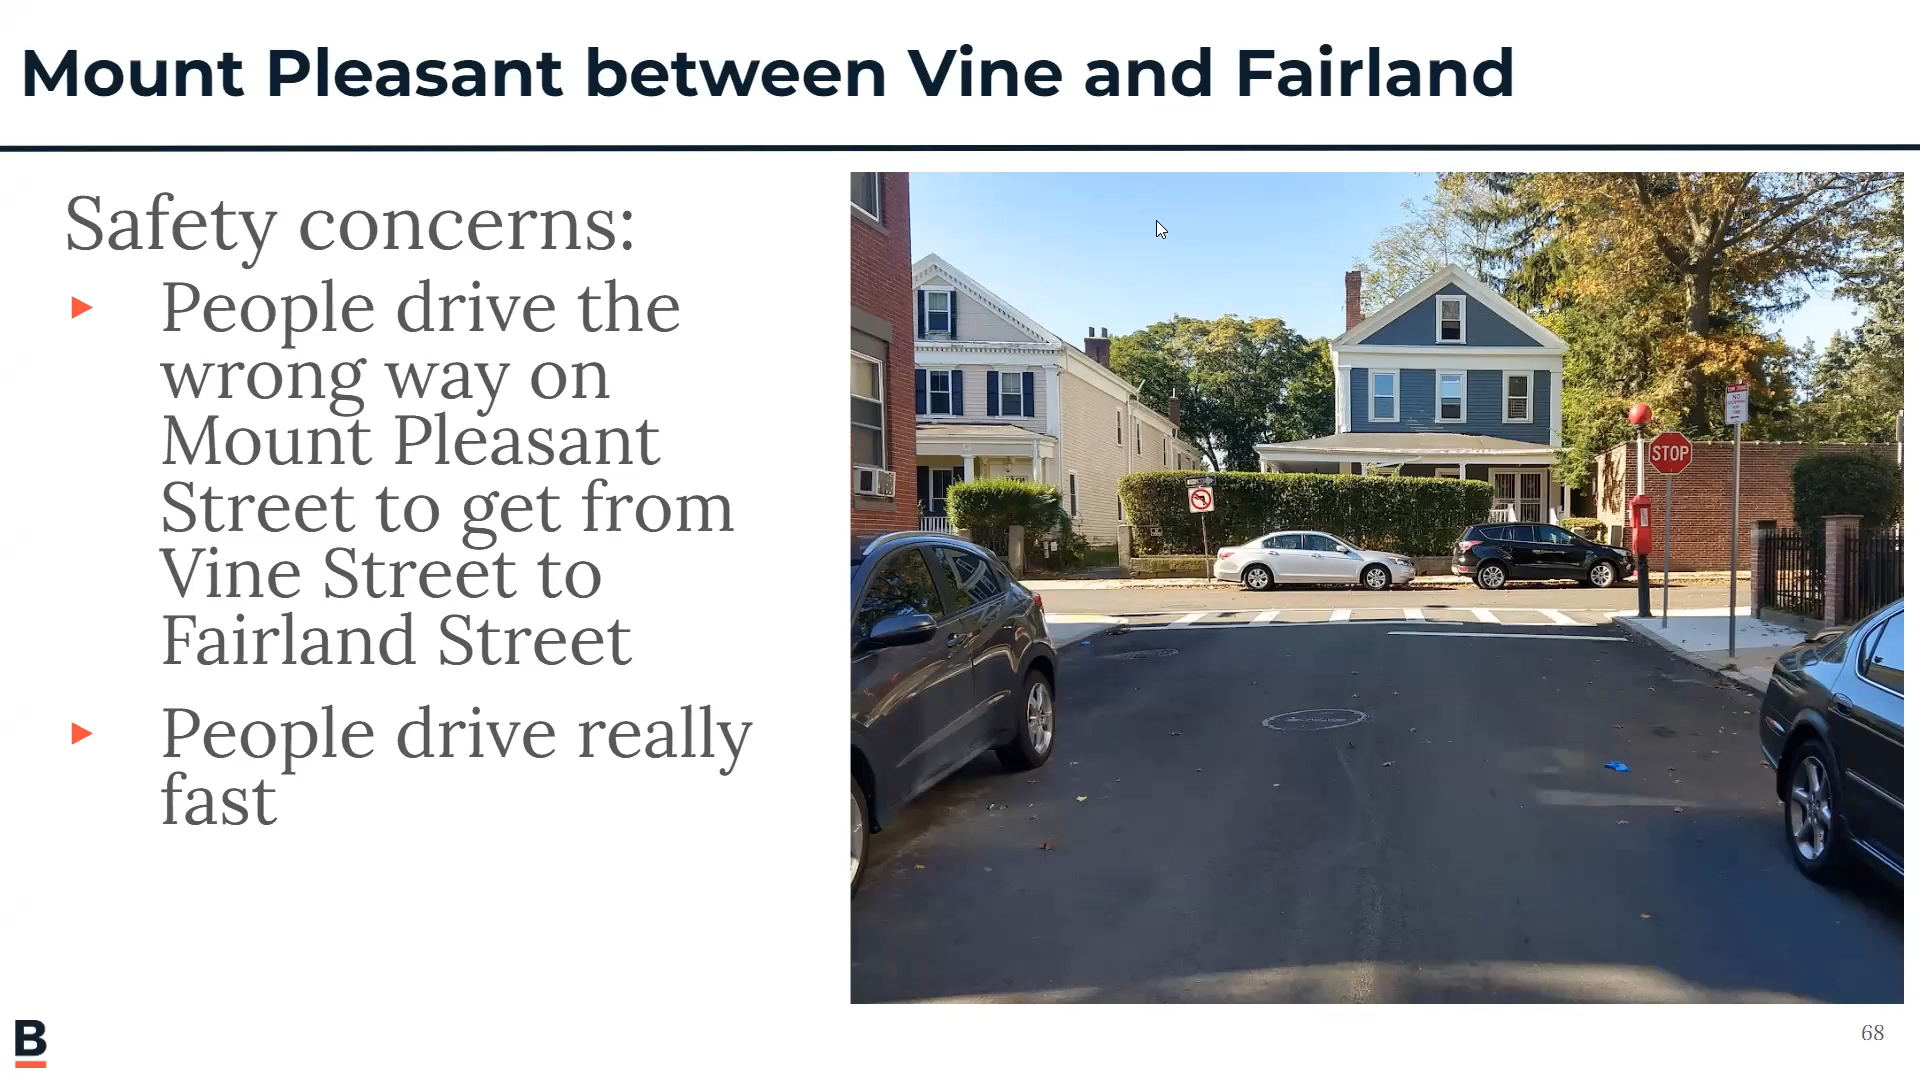 Mount Pleasant between Vine and Fairland
Safety concerns:
People drive the
wrong way on
Mount Pleasant
Street to get from
Vine Street to
Fairland Street
People drive really
fast
STOP
NO
B
68